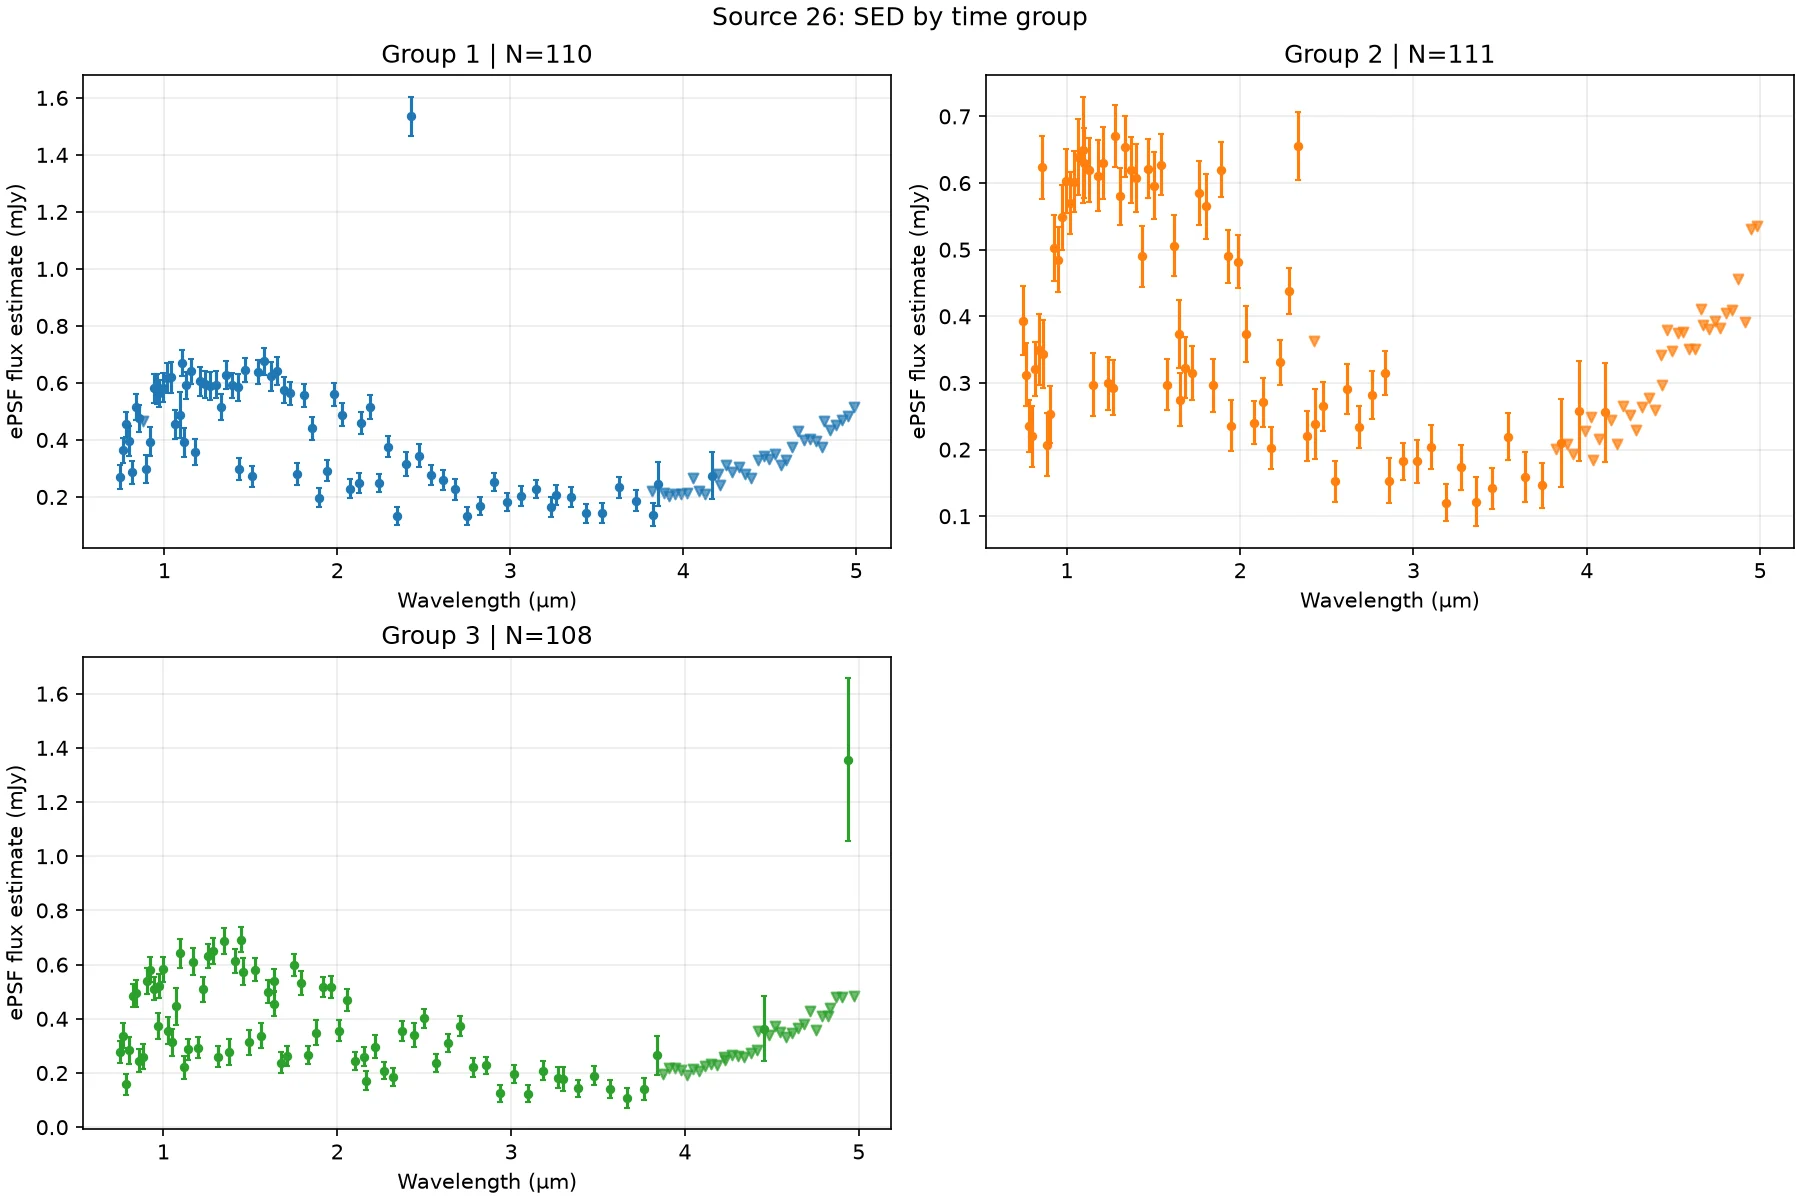 Source 26: SED by time group
Group 1 | N=110
ePSF flux estimate (mJy)
1.6
1.4
1.2
1.0
0.8
0.6
0.4
0.2
1 2 3 4 5
Wavelength (μm)
Group 2 | N=111
ePSF flux estimate (mJy)
0.7
0.6
0.5
0.4
0.3
0.2
0.1
1 2 3 4 5
Wavelength (μm)
Group 3 | N=108
ePSF flux estimate (mJy)
1.6
1.4
1.2
1.0
0.8
0.6
0.4
0.2
0.0
1 2 3 4 5
Wavelength (μm)